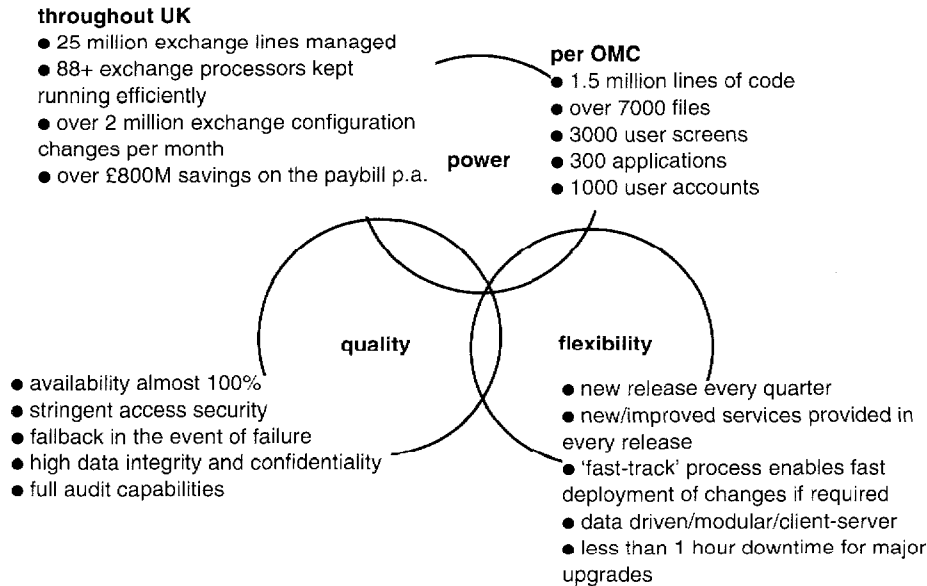 throughout UK
● 25 million exchange lines managed
● 88+ exchange processors kept
running efficiently
● over 2 million exchange configuration
changes per month
● over £800M savings on the paybill p.a.
per OMC
● 1.5 million lines of code
● over 7000 files
● 3000 user screens
● 300 applications
● 1000 user accounts
power
quality
● availability almost 100%
● stringent access security
● fallback in the event of failure
● high data integrity and confidentiality
● full audit capabilities
flexibility
● new release every quarter
● new/improved services provided in
every release
● ‘fast-track’ process enables fast
deployment of changes if required
● data driven/modular/client-server
● less than 1 hour downtime for major
upgrades